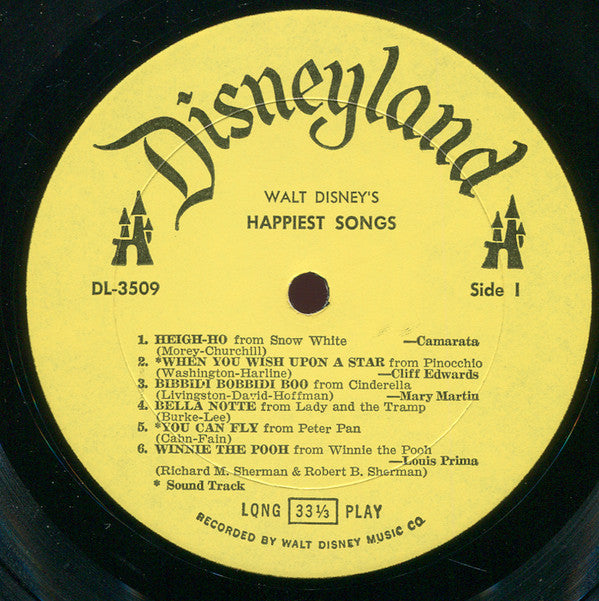 Disneyland
WALT DISNEY'S
HAPPIEST SONGS
DL-3509 Side 1
1. HEIGH-HO from Snow White —Camarata
(Morey-Churchill)
2. *WHEN YOU WISH UPON A STAR from Pinocchio
(Washington-Harline) —Cliff Edwards
3. BIBBIDI BOBBIDI BOO from Cinderella
(Livingston-David-Hoffman) —Mary Martin
4. BELLA NOTTE from Lady and the Tramp
(Burke-Lee)
5. *YOU CAN FLY from Peter Pan
(Cahn-Fain)
6. WINNIE THE POOH from Winnie the Pooh
—Louis Prima
(Richard M. Sherman & Robert B. Sherman)
* Sound Track
LONG 33⅓ PLAY
RECORDED BY WALT DISNEY MUSIC CO.